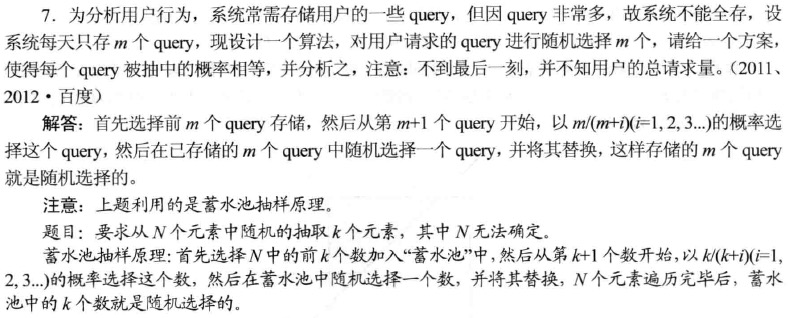 7．为分析用户行为，系统常需存储用户的一些 query，但因 query 非常多，故系统不能全存，设
系统每天只存 m 个 query，现设计一个算法，对用户请求的 query 进行随机选择 m 个，请给一个方案，
使得每个 query 被抽中的概率相等，并分析之，注意：不到最后一刻，并不知用户的总请求量。（2011、
2012·百度）
解答：首先选择前 m 个 query 存储，然后从第 m+1 个 query 开始，以 m/(m+i)(i=1, 2, 3...)的概率选
择这个 query，然后在已存储的 m 个 query 中随机选择一个 query，并将其替换，这样存储的 m 个 query
就是随机选择的。
注意：上题利用的是蓄水池抽样原理。
题目：要求从 N 个元素中随机的抽取 k 个元素，其中 N 无法确定。
蓄水池抽样原理：首先选择 N 中的前 k 个数加入“蓄水池”中，然后从第 k+1 个数开始，以 k/(k+i)(i=1,
2, 3...)的概率选择这个数，然后在蓄水池中随机选择一个数，并将其替换，N 个元素遍历完毕后，蓄水
池中的 k 个数就是随机选择的。